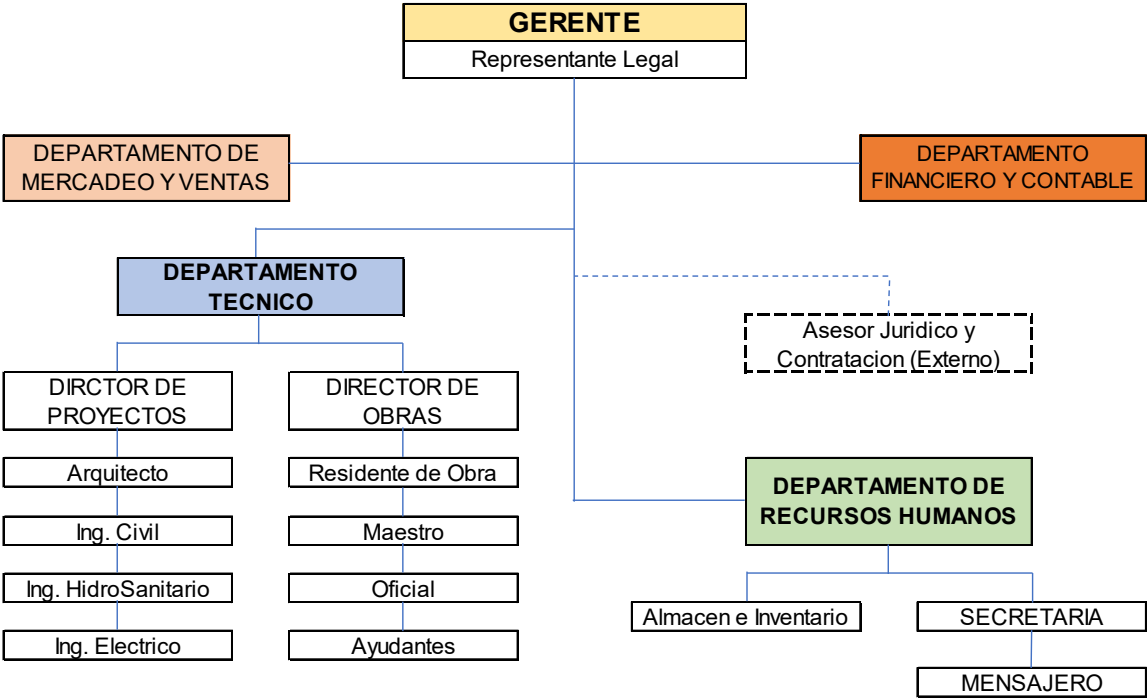 GERENTE
Representante Legal
DEPARTAMENTO DE
MERCADEO Y VENTAS
DEPARTAMENTO
FINANCIERO Y CONTABLE
DEPARTAMENTO
TECNICO
Asesor Juridico y
Contratacion (Externo)
DIRCTOR DE
PROYECTOS
DIRECTOR DE
OBRAS
Arquitecto
Residente de Obra
Ing. Civil
Maestro
Ing. HidroSanitario
Oficial
Ing. Electrico
Ayudantes
DEPARTAMENTO DE
RECURSOS HUMANOS
Almacen e Inventario
SECRETARIA
MENSAJERO